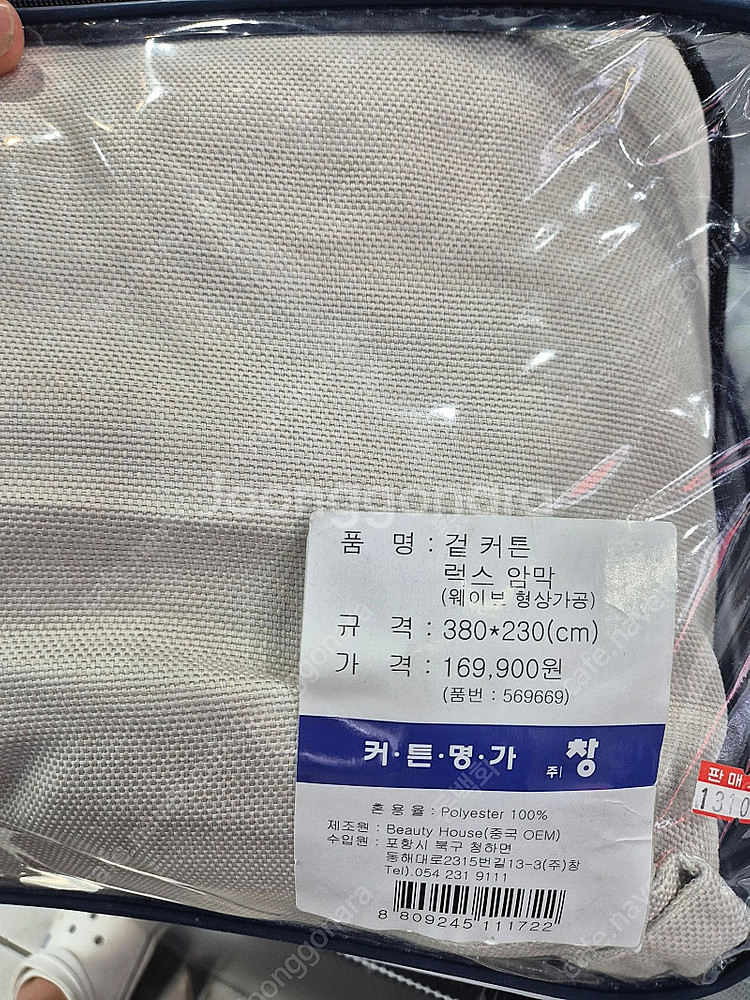 품 명 : 겉 커튼
럭스 암막
(웨이브 형상가공)
규 격 : 380*230(cm)
가 격 : 169,900원
(품번 : 569669)
커·튼·명·가 주) 창
혼 용 율 : Polyester 100%
제조원 : Beauty House(중국 OEM)
수입원 : 포항시 북구 청하면
동해대로2315번길13-3(주)창
Tel).054 231 9111
8 809245 111722
판매
1310
joonggonara
cafe.nave